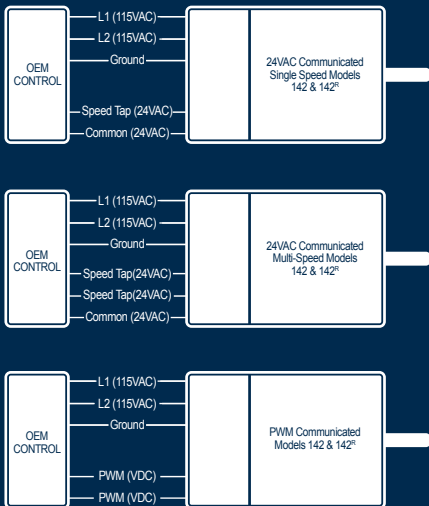 L1 (115VAC)
L2 (115VAC)
Ground
OEM
CONTROL
24VAC Communicated
Single Speed Models
142 & 142ᴿ
Speed Tap (24VAC)
Common (24VAC)
L1 (115VAC)
L2 (115VAC)
Ground
OEM
CONTROL
24VAC Communicated
Multi-Speed Models
142 & 142ᴿ
Speed Tap(24VAC)
Speed Tap(24VAC)
Common (24VAC)
L1 (115VAC)
L2 (115VAC)
Ground
OEM
CONTROL
PWM Communicated
Models 142 & 142ᴿ
PWM (VDC)
PWM (VDC)